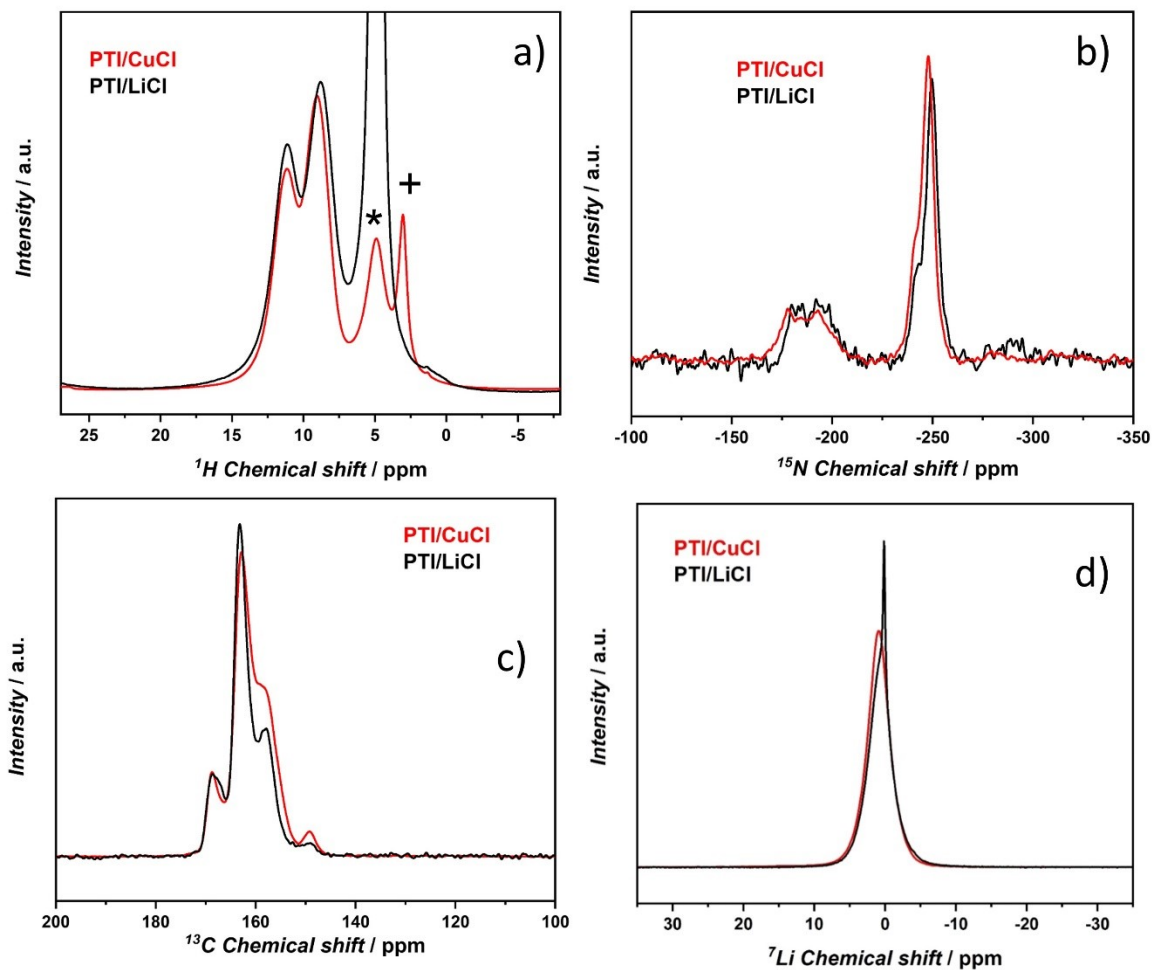 a)
PTI/CuCl
PTI/LiCl
*
+
Intensity / a.u.
25 20 15 10 5 0 -5
¹H Chemical shift / ppm
b)
PTI/CuCl
PTI/LiCl
Intensity / a.u.
-100 -150 -200 -250 -300 -350
¹⁵N Chemical shift / ppm
PTI/CuCl
PTI/LiCl
c)
Intensity / a.u.
200 180 160 140 120 100
¹³C Chemical shift / ppm
PTI/CuCl
PTI/LiCl
d)
Intensity / a.u.
30 20 10 0 -10 -20 -30
⁷Li Chemical shift / ppm